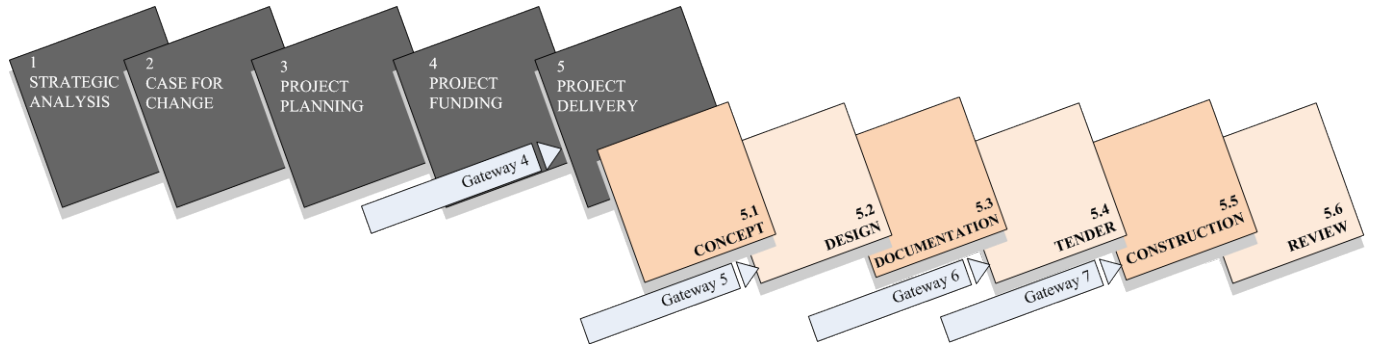 1
STRATEGIC
ANALYSIS
2
CASE FOR
CHANGE
3
PROJECT
PLANNING
4
PROJECT
FUNDING
5
PROJECT
DELIVERY
Gateway 4
5.1
CONCEPT
5.2
DESIGN
5.3
DOCUMENTATION
5.4
TENDER
5.5
CONSTRUCTION
5.6
REVIEW
Gateway 5
Gateway 6
Gateway 7